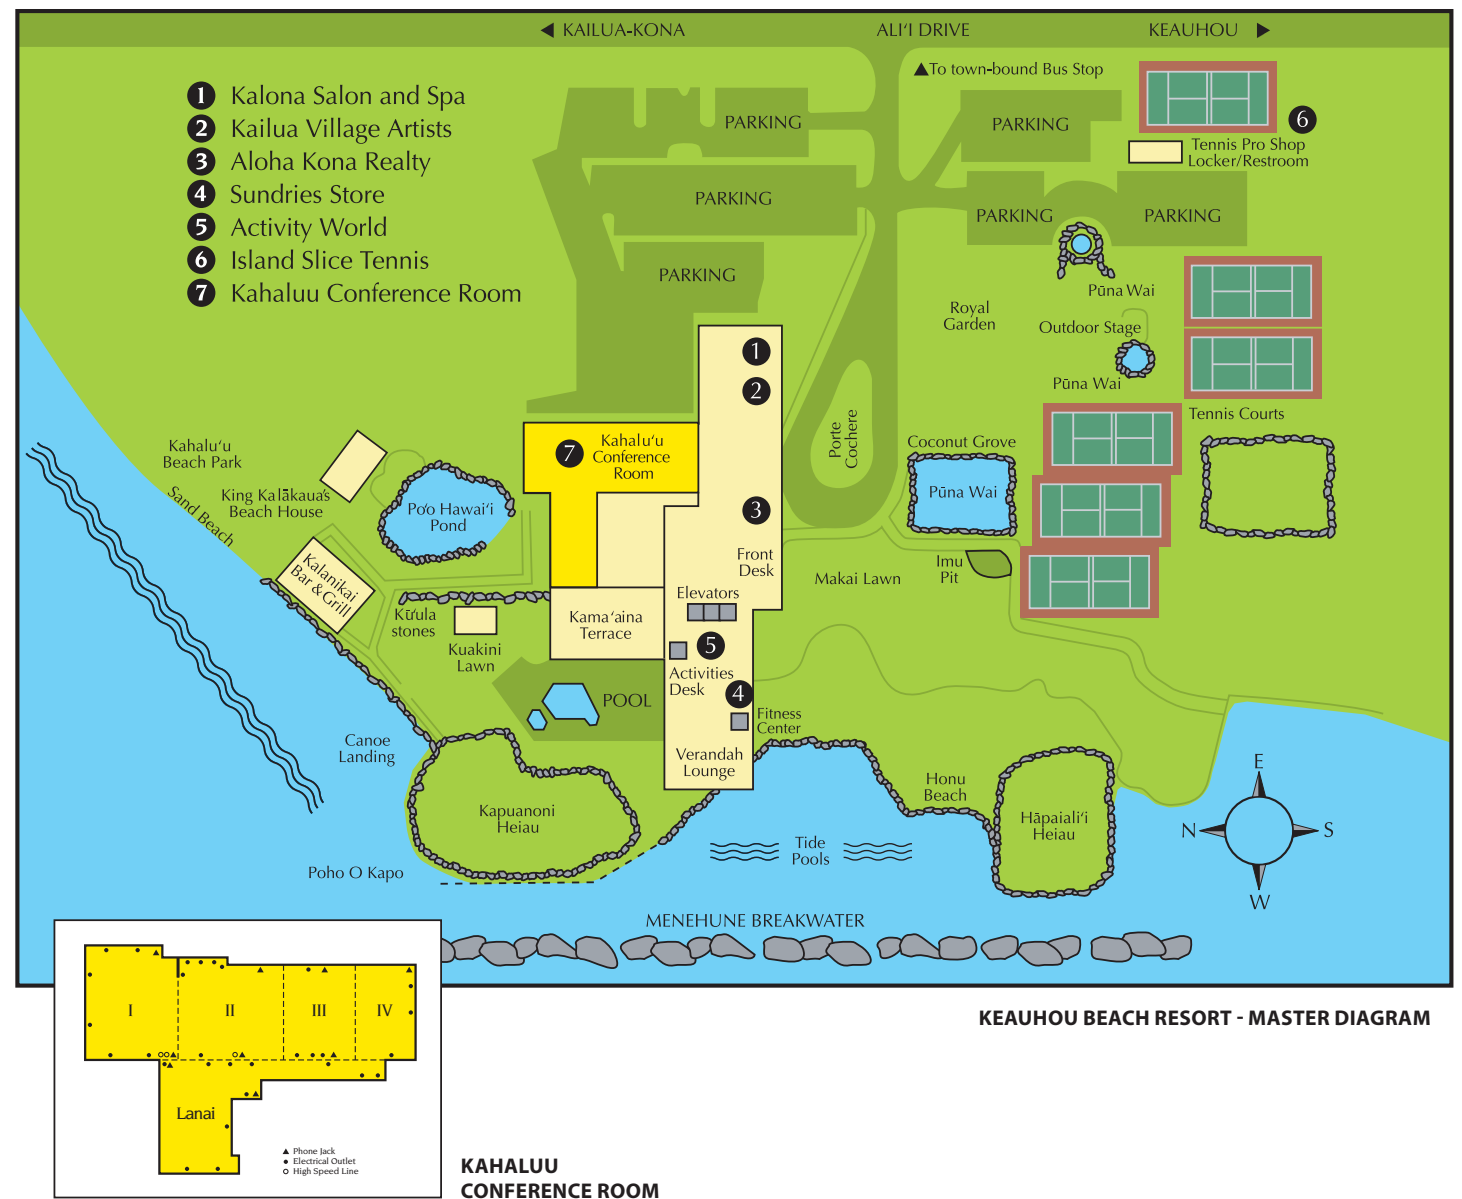 ◀ KAILUA-KONA
ALI'I DRIVE
KEAUHOU ▶
▲To town-bound Bus Stop
1 Kalona Salon and Spa
2 Kailua Village Artists
3 Aloha Kona Realty
4 Sundries Store
5 Activity World
6 Island Slice Tennis
7 Kahaluu Conference Room
PARKING
PARKING
6
Tennis Pro Shop
Locker/Restroom
PARKING
PARKING
PARKING
PARKING
Pūna Wai
Royal
Garden
Outdoor Stage
Pūna Wai
Tennis Courts
1
2
Porte
Cochere
Coconut Grove
Pūna Wai
Kahalu'u
Beach Park
King Kalākaua's
Beach House
Sand Beach
Po'o Hawai'i
Pond
7
Kahalu'u
Conference
Room
3
Front
Desk
Makai Lawn
Imu
Pit
Kalanikai
Bar & Grill
Kū'ula
stones
Kuakini
Lawn
Kama'aina
Terrace
Elevators
5
Activities
Desk
4
POOL
Fitness
Center
Verandah
Lounge
Canoe
Landing
Kapuanoni
Heiau
Honu
Beach
Hāpaiali'i
Heiau
Tide
Pools
Poho O Kapo
E
N
S
W
MENEHUNE BREAKWATER
I
II
III
IV
Lanai
▲ Phone Jack
● Electrical Outlet
○ High Speed Line
KEAUHOU BEACH RESORT - MASTER DIAGRAM
KAHALUU
CONFERENCE ROOM